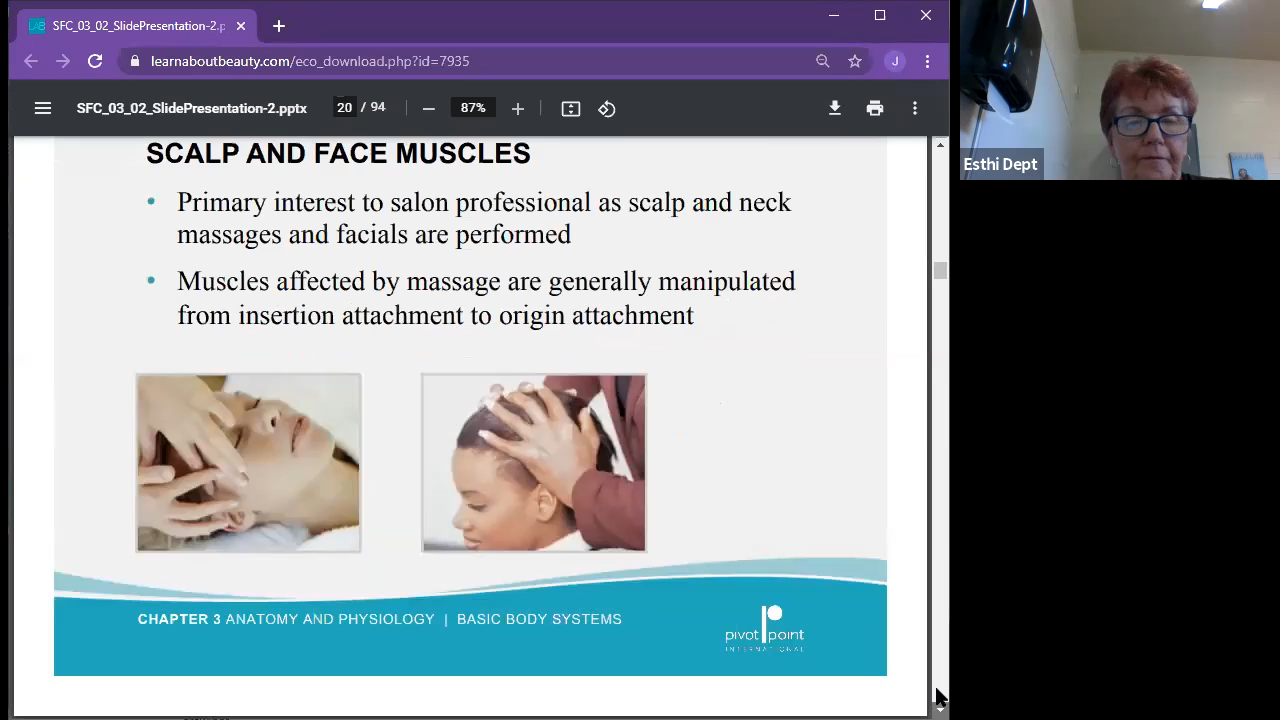 SFC_03_02_SlidePresentation-2.p
learnaboutbeauty.com/eco_download.php?id=7935
J
SFC_03_02_SlidePresentation-2.pptx
20 / 94
87%
Esthi Dept
SCALP AND FACE MUSCLES
• Primary interest to salon professional as scalp and neck
massages and facials are performed
• Muscles affected by massage are generally manipulated
from insertion attachment to origin attachment
CHAPTER 3 ANATOMY AND PHYSIOLOGY | BASIC BODY SYSTEMS
pivot point
INTERNATIONAL